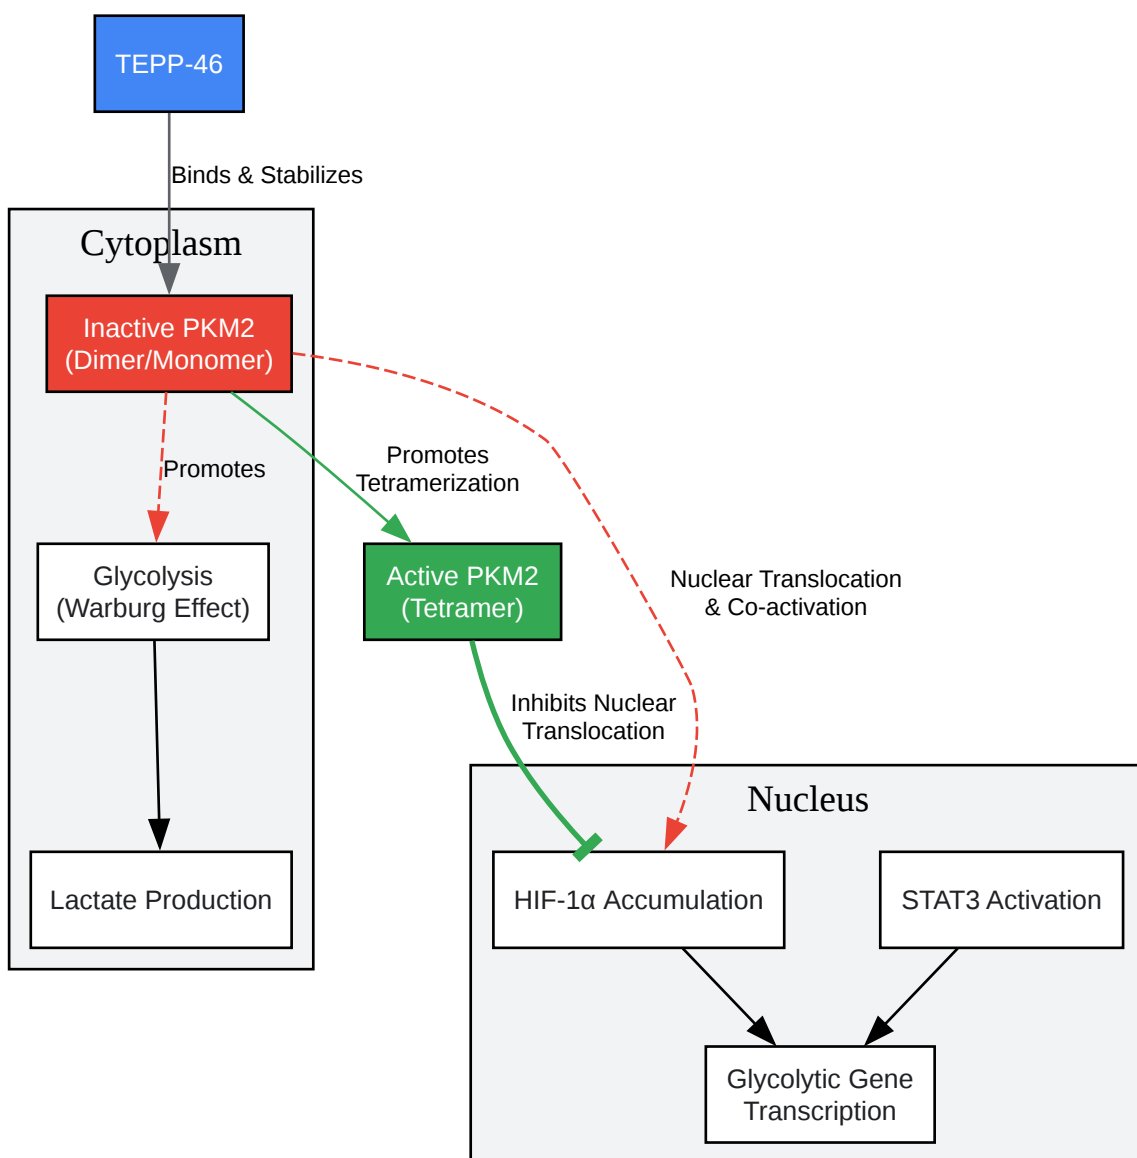 TEPP-46
Binds & Stabilizes
Cytoplasm
Inactive PKM2
(Dimer/Monomer)
Promotes
Promotes
Tetramerization
Glycolysis
(Warburg Effect)
Active PKM2
(Tetramer)
Nuclear Translocation
& Co-activation
Inhibits Nuclear
Translocation
Nucleus
Lactate Production
HIF-1α Accumulation
STAT3 Activation
Glycolytic Gene
Transcription